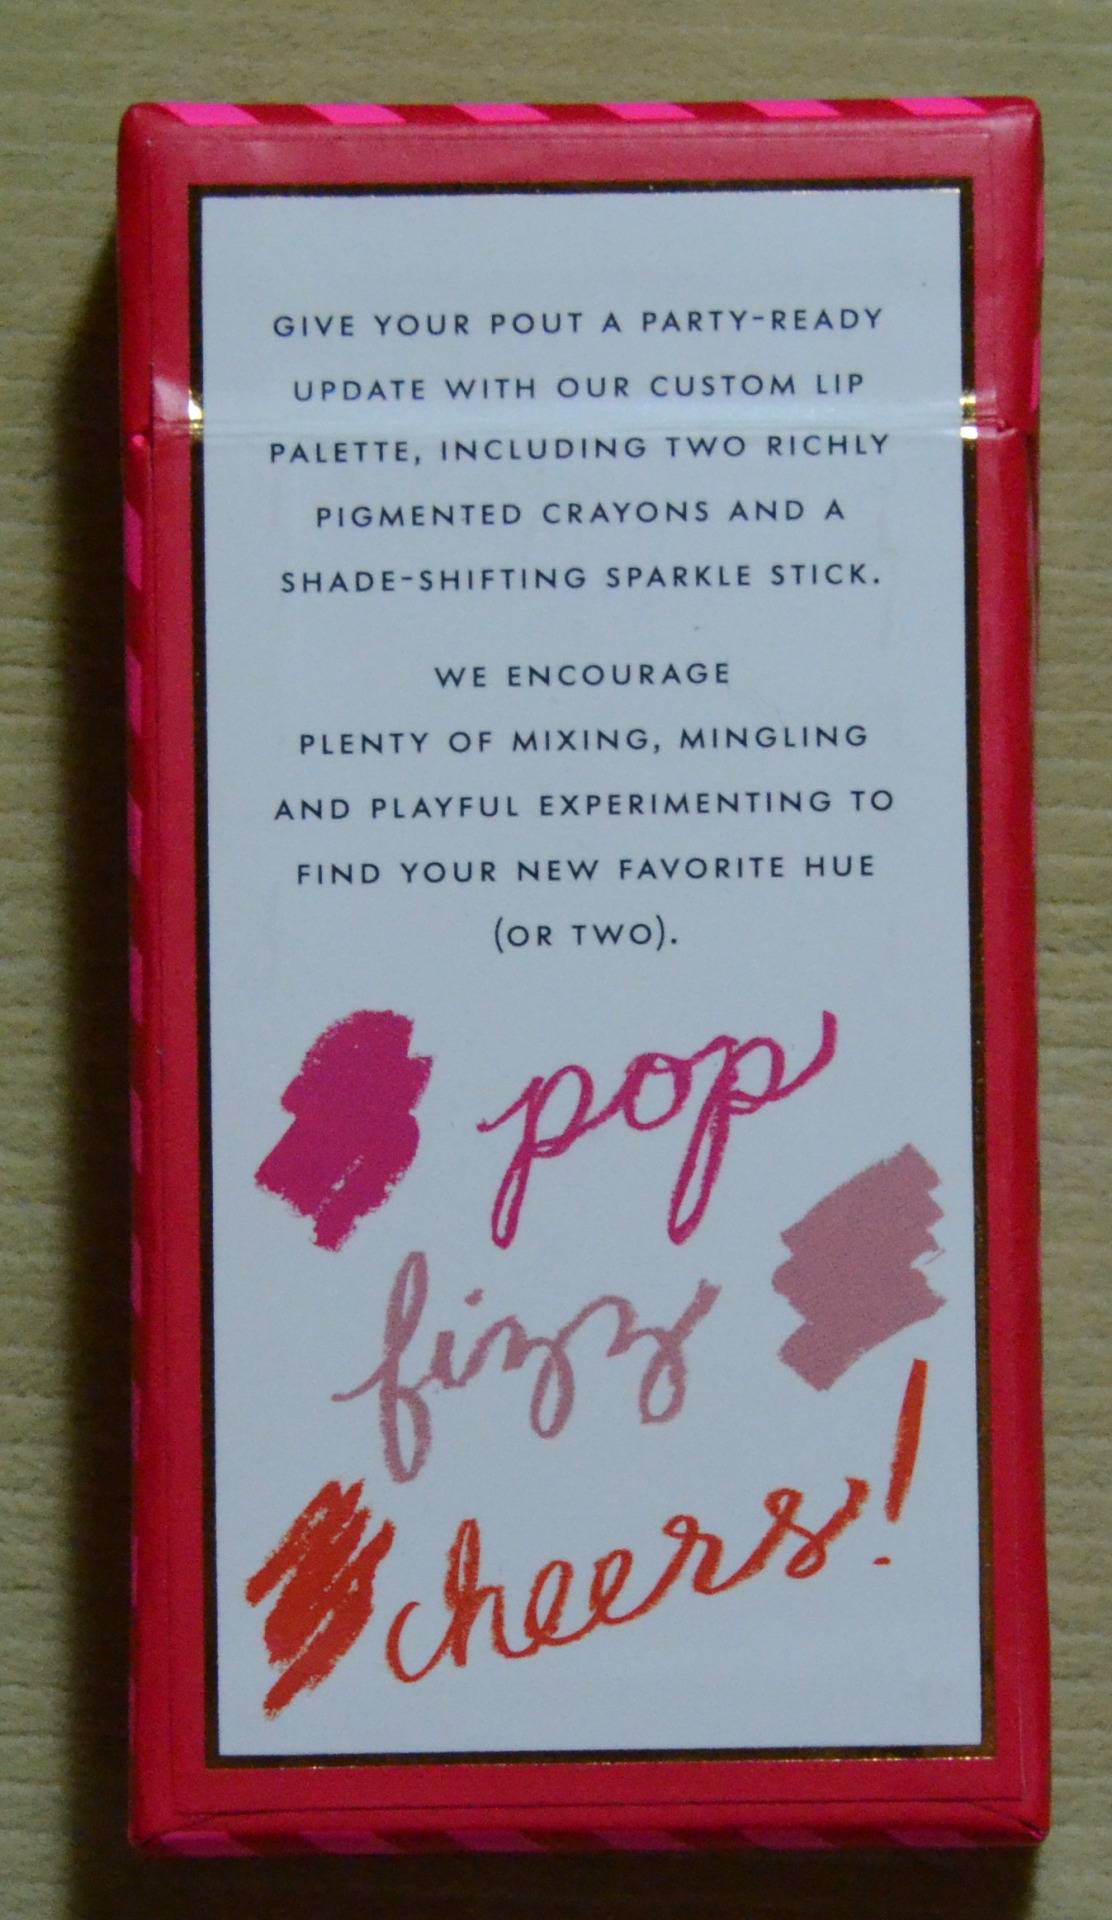 GIVE YOUR POUT A PARTY-READY
UPDATE WITH OUR CUSTOM LIP
PALETTE, INCLUDING TWO RICHLY
PIGMENTED CRAYONS AND A
SHADE-SHIFTING SPARKLE STICK.
WE ENCOURAGE
PLENTY OF MIXING, MINGLING
AND PLAYFUL EXPERIMENTING TO
FIND YOUR NEW FAVORITE HUE
(OR TWO).
pop
fizz
cheers!